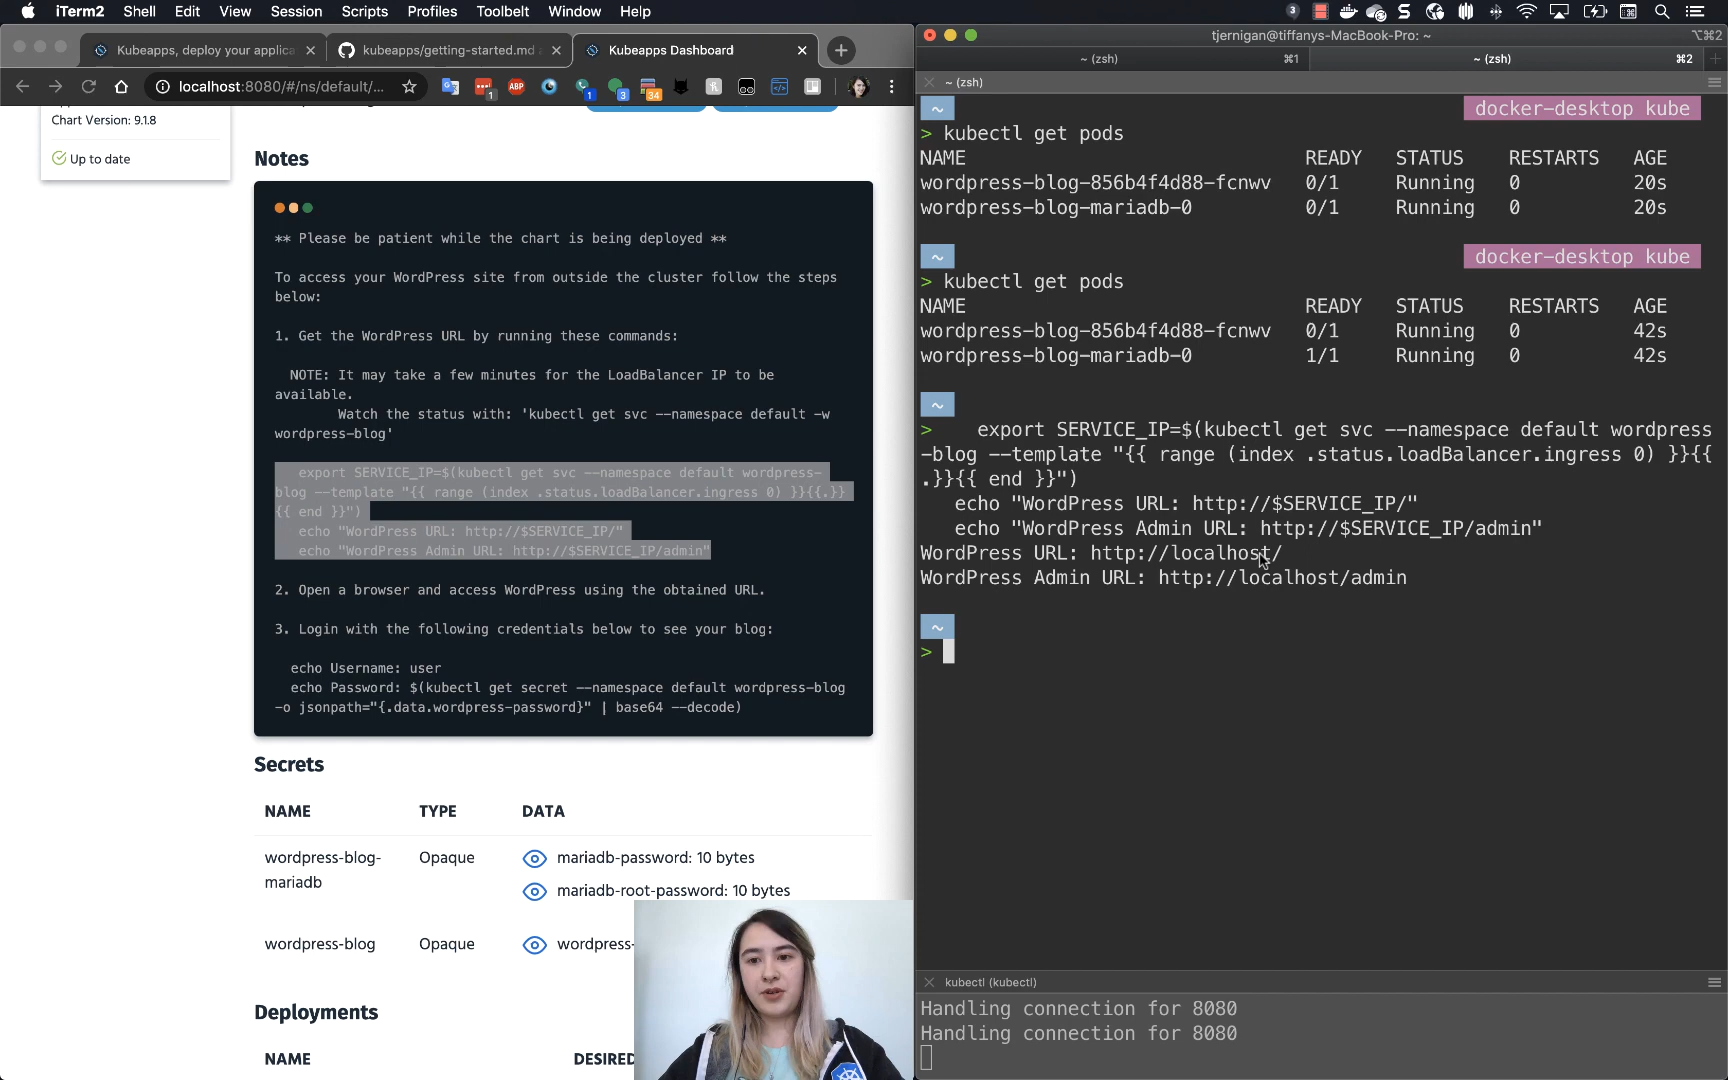 iTerm2 Shell Edit View Session Scripts Profiles Toolbelt Window Help
Kubeapps, deploy your applica
kubeapps/getting-started.md
Kubeapps Dashboard
localhost:8080/#/ns/default/...
Chart Version: 9.1.8
Up to date
Notes
** Please be patient while the chart is being deployed **
To access your WordPress site from outside the cluster follow the steps
below:
1. Get the WordPress URL by running these commands:
NOTE: It may take a few minutes for the LoadBalancer IP to be
available.
Watch the status with: 'kubectl get svc --namespace default -w
wordpress-blog'
export SERVICE_IP=$(kubectl get svc --namespace default wordpress-
blog --template "{{ range (index .status.loadBalancer.ingress 0) }}{{.}}
{{ end }}")
echo "WordPress URL: http://$SERVICE_IP/"
echo "WordPress Admin URL: http://$SERVICE_IP/admin"
2. Open a browser and access WordPress using the obtained URL.
3. Login with the following credentials below to see your blog:
echo Username: user
echo Password: $(kubectl get secret --namespace default wordpress-blog
-o jsonpath="{.data.wordpress-password}" | base64 --decode)
Secrets
NAME TYPE DATA
wordpress-blog-
mariadb
Opaque
mariadb-password: 10 bytes
mariadb-root-password: 10 bytes
wordpress-blog Opaque wordpress-
Deployments
NAME DESIRED
tjernigan@tiffanys-MacBook-Pro: ~
⌥⌘2
~ (zsh) ⌘1
~ (zsh) ⌘2
~ (zsh)
~ docker-desktop kube
> kubectl get pods
NAME READY STATUS RESTARTS AGE
wordpress-blog-856b4f4d88-fcnwv 0/1 Running 0 20s
wordpress-blog-mariadb-0 0/1 Running 0 20s
~ docker-desktop kube
> kubectl get pods
NAME READY STATUS RESTARTS AGE
wordpress-blog-856b4f4d88-fcnwv 0/1 Running 0 42s
wordpress-blog-mariadb-0 1/1 Running 0 42s
~
> export SERVICE_IP=$(kubectl get svc --namespace default wordpress
-blog --template "{{ range (index .status.loadBalancer.ingress 0) }}{{
.}}{{ end }}")
echo "WordPress URL: http://$SERVICE_IP/"
echo "WordPress Admin URL: http://$SERVICE_IP/admin"
WordPress URL: http://localhost/
WordPress Admin URL: http://localhost/admin
~
>
kubectl (kubectl)
Handling connection for 8080
Handling connection for 8080